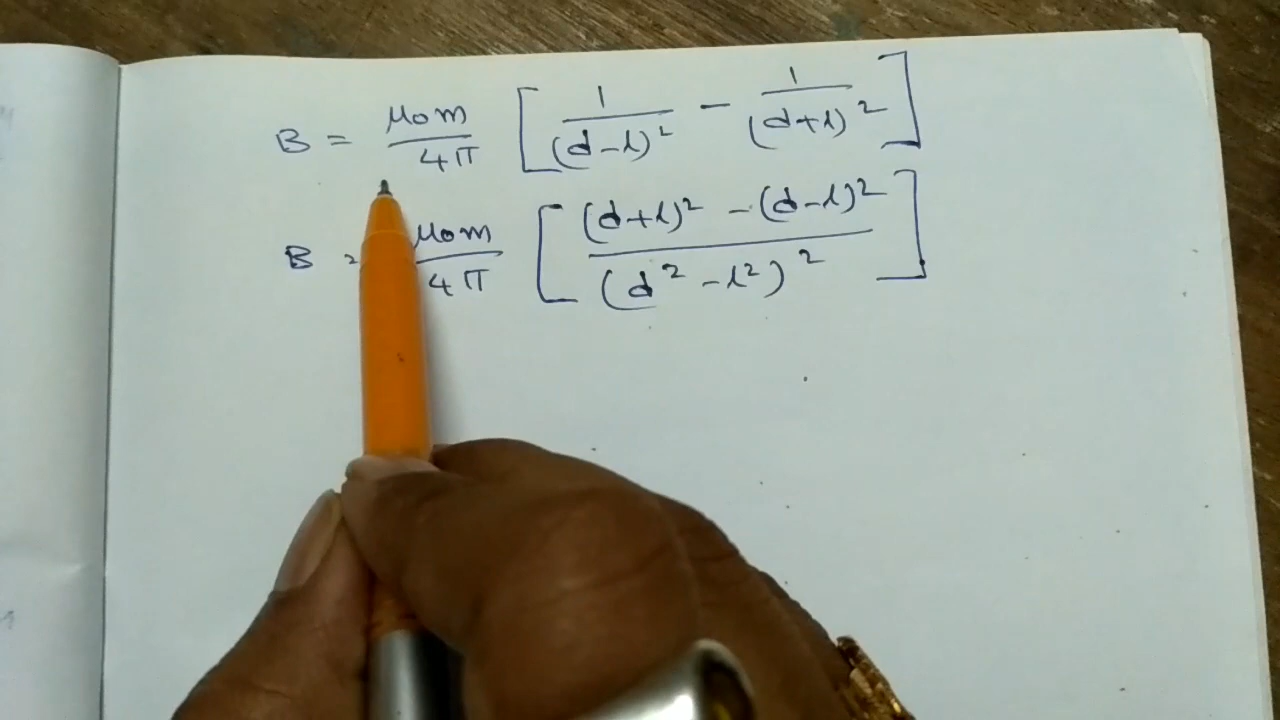 B = μ₀m / 4π [ 1 / (d-l)² - 1 / (d+l)² ]
B = μ₀m / 4π [ (d+l)² - (d-l)² / (d² - l²)² ]